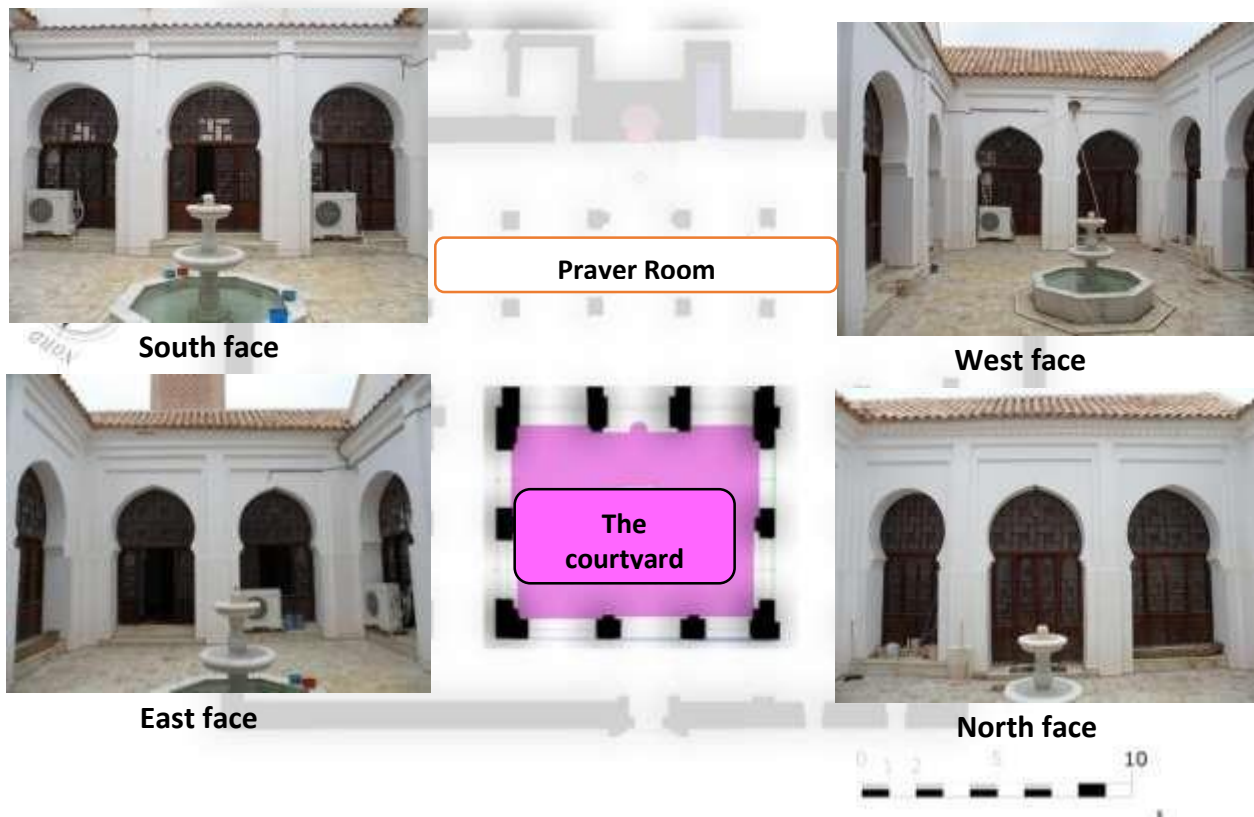 Praver Room
South face
West face
The
courtvard
East face
North face
0 1 2 5 10